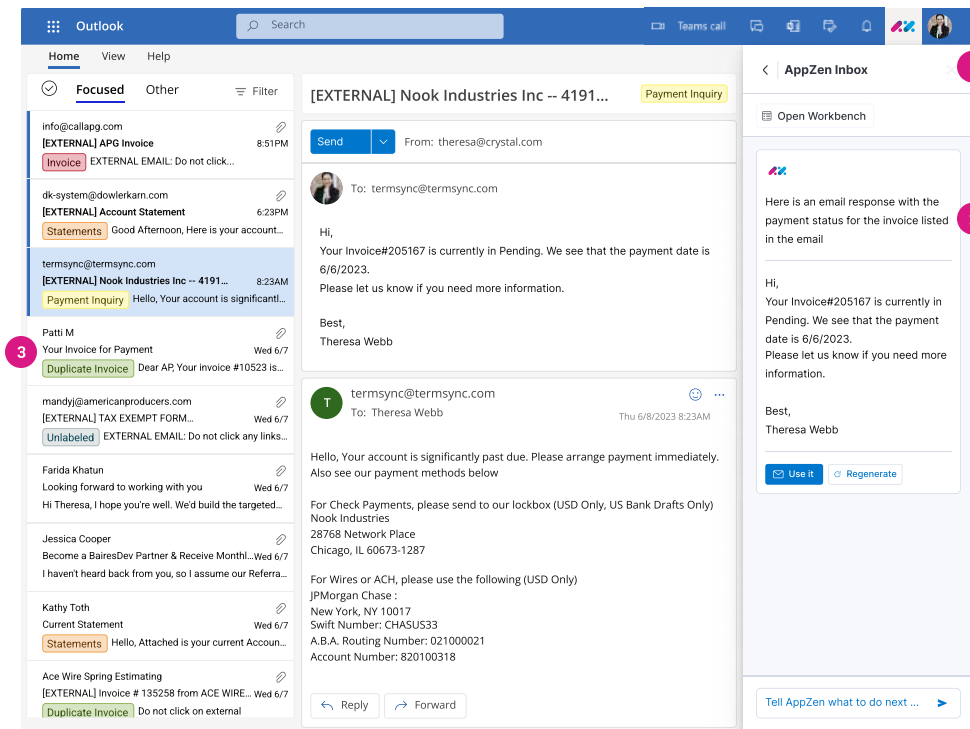 Outlook
Search
Teams call
Home View Help
Focused Other Filter
info@callapg.com
[EXTERNAL] APG Invoice 8:51PM
Invoice EXTERNAL EMAIL: Do not click...
dk-system@dowlerkarn.com
[EXTERNAL] Account Statement 6:23PM
Statements Good Afternoon, Here is your account...
termsync@termsync.com
[EXTERNAL] Nook Industries Inc -- 4191... 8:23AM
Payment Inquiry Hello, Your account is significantl...
3
Patti M
Your Invoice for Payment Wed 6/7
Duplicate Invoice Dear AP, Your invoice #10523 is...
mandyj@americanproducers.com
[EXTERNAL] TAX EXEMPT FORM... Wed 6/7
Unlabeled EXTERNAL EMAIL: Do not click any links...
Farida Khatun
Looking forward to working with you Wed 6/7
Hi Theresa, I hope you're well. We'd build the targeted...
Jessica Cooper
Become a BairesDev Partner & Receive Monthl... Wed 6/7
I haven't heard back from you, so I assume our Referra...
Kathy Toth
Current Statement Wed 6/7
Statements Hello, Attached is your current Accoun...
Ace Wire Spring Estimating
[EXTERNAL] Invoice # 135258 from ACE WIRE... Wed 6/7
Duplicate Invoice Do not click on external
[EXTERNAL] Nook Industries Inc -- 4191... Payment Inquiry
Send From: theresa@crystal.com
To: termsync@termsync.com
Hi,
Your Invoice#205167 is currently in Pending. We see that the payment date is
6/6/2023.
Please let us know if you need more information.
Best,
Theresa Webb
T
termsync@termsync.com
To: Theresa Webb
Thu 6/8/2023 8:23AM
Hello, Your account is significantly past due. Please arrange payment immediately.
Also see our payment methods below
For Check Payments, please send to our lockbox (USD Only, US Bank Drafts Only)
Nook Industries
28768 Network Place
Chicago, IL 60673-1287
For Wires or ACH, please use the following (USD Only)
JPMorgan Chase :
New York, NY 10017
Swift Number: CHASUS33
A.B.A. Routing Number: 021000021
Account Number: 820100318
Reply Forward
AppZen Inbox
Open Workbench
Here is an email response with the
payment status for the invoice listed
in the email
Hi,
Your Invoice#205167 is currently in
Pending. We see that the payment
date is 6/6/2023.
Please let us know if you need more
information.
Best,
Theresa Webb
Use it Regenerate
Tell AppZen what to do next ...